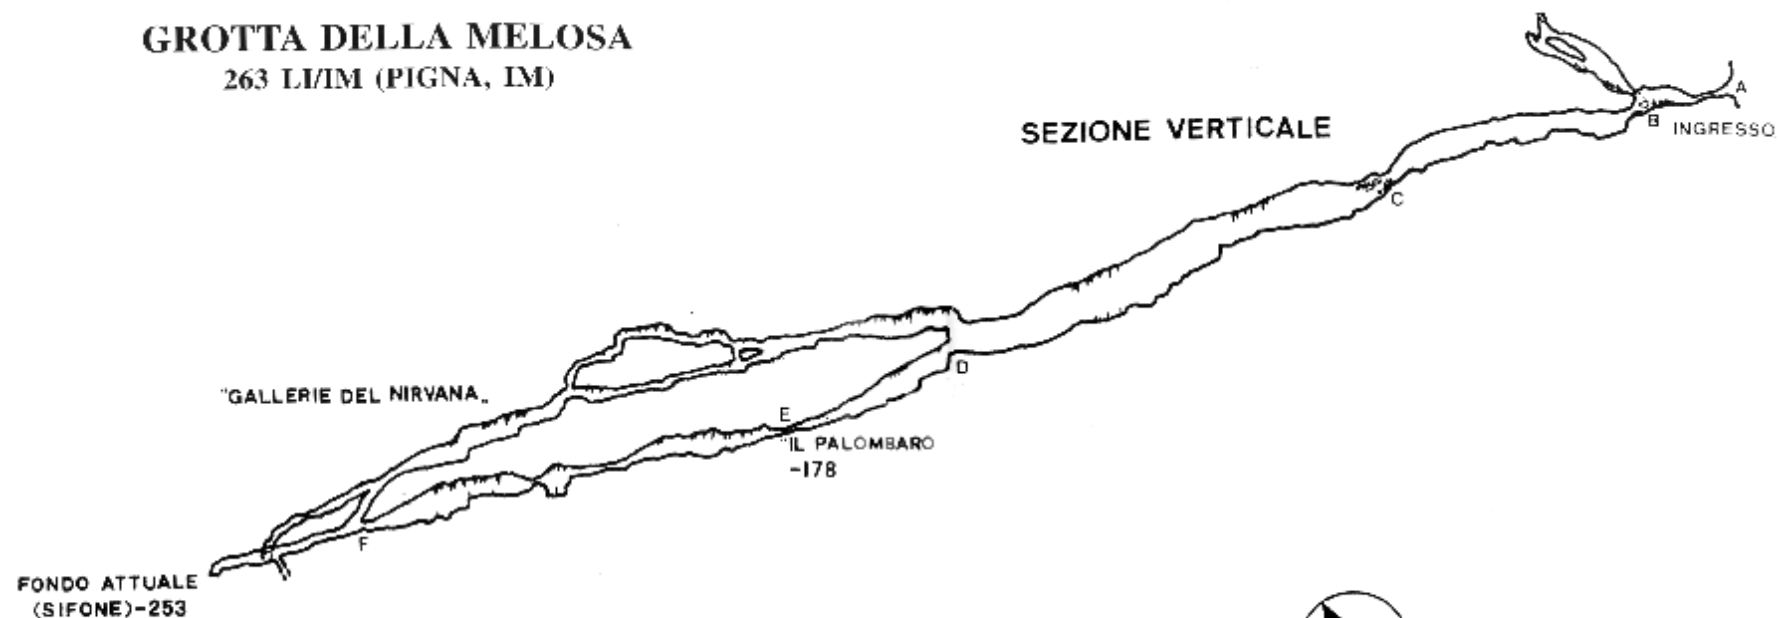 GROTTA DELLA MELOSA
263 LI/IM (PIGNA, IM)
SEZIONE VERTICALE
A
B
INGRESSO
C
D
"GALLERIE DEL NIRVANA„
E
"IL PALOMBARO
-178
F
FONDO ATTUALE
(SIFONE)-253